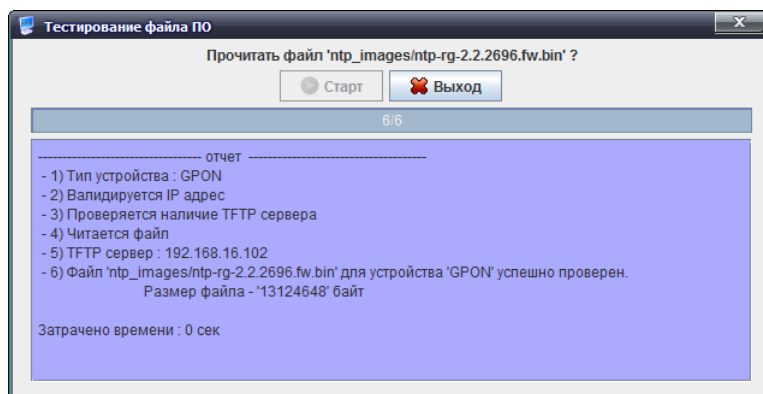 Тестирование файла ПО
Прочитать файл 'ntp_images/ntp-rg-2.2.2696.fw.bin' ?
Старт Выход
6/6
---------------------------------- отчет -------------------------------------
- 1) Тип устройства : GPON
- 2) Валидируется IP адрес
- 3) Проверяется наличие TFTP сервера
- 4) Читается файл
- 5) TFTP сервер : 192.168.16.102
- 6) Файл 'ntp_images/ntp-rg-2.2.2696.fw.bin' для устройства 'GPON' успешно проверен.
Размер файла - '13124648' байт
Затрачено времени : 0 сек